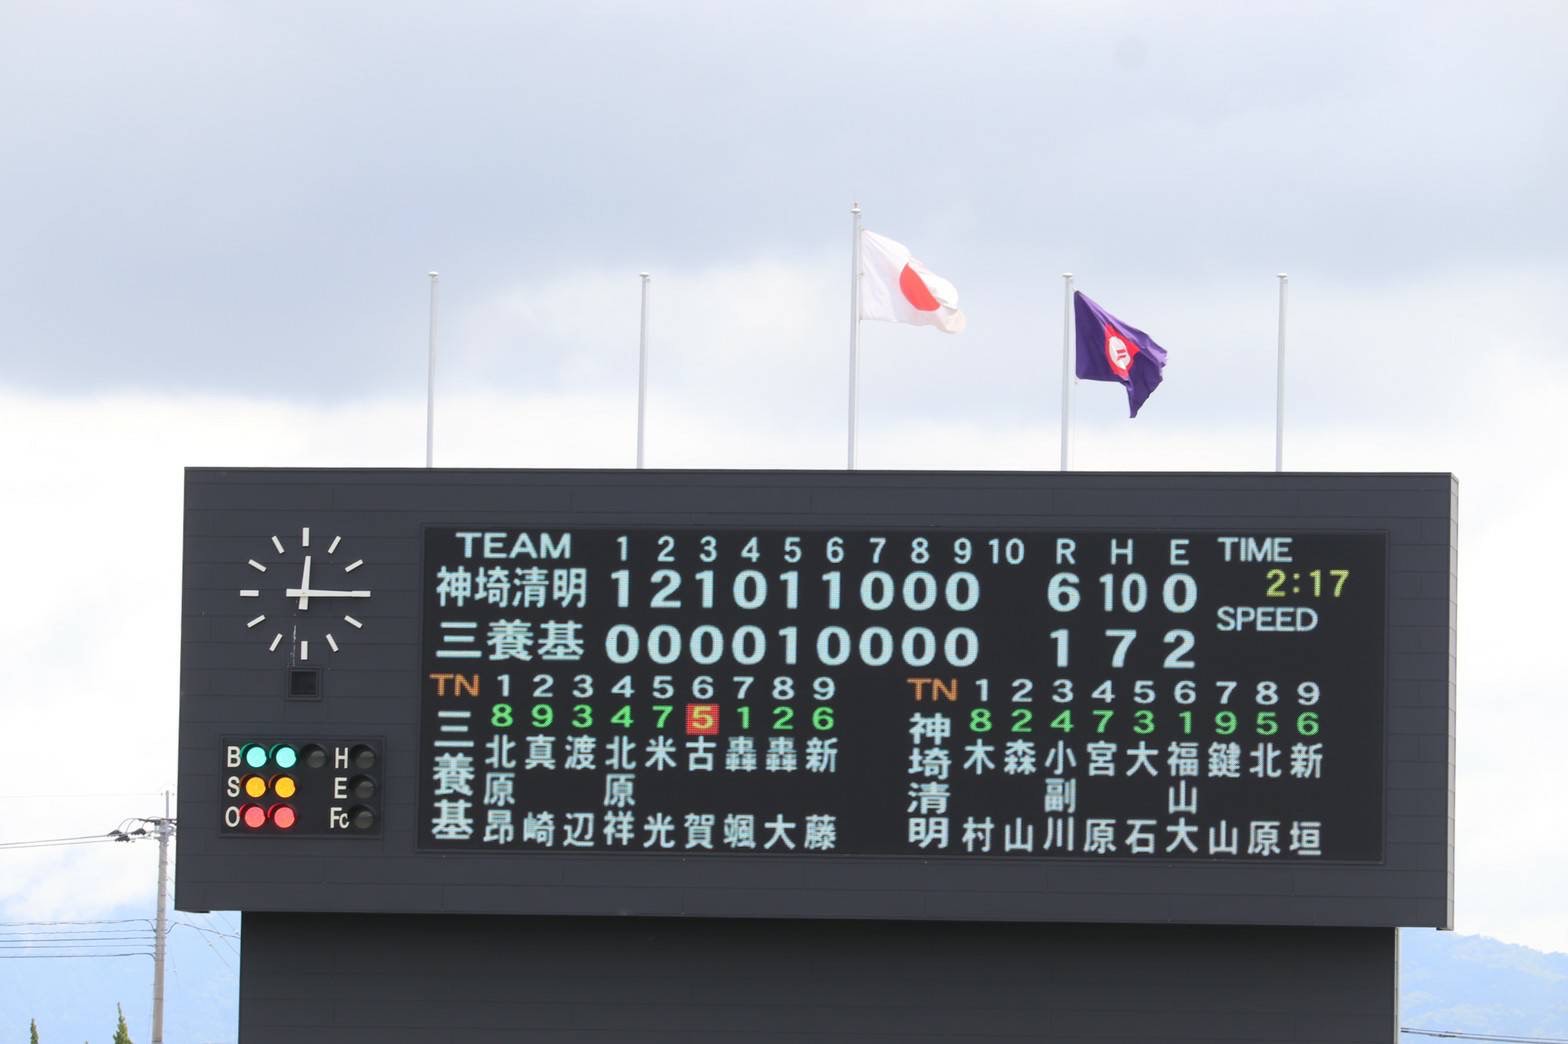 TEAM 1 2 3 4 5 6 7 8 9 10 R H E TIME
神埼清明 1 2 1 0 1 1 0 0 0 6 10 0 2:17
三養基 0 0 0 0 1 0 0 0 0 1 7 2 SPEED
TN 1 2 3 4 5 6 7 8 9 TN 1 2 3 4 5 6 7 8 9
三養基 8 9 3 4 7 5 1 2 6 神埼清明 8 2 4 7 3 1 9 5 6
北原昂 真崎 渡辺 北原祥 米光 古賀 轟颯 轟大 新藤 木村 森山 小副川 宮原 大石 福山大 鍵山 北原 新垣
B H
S E
O Fc